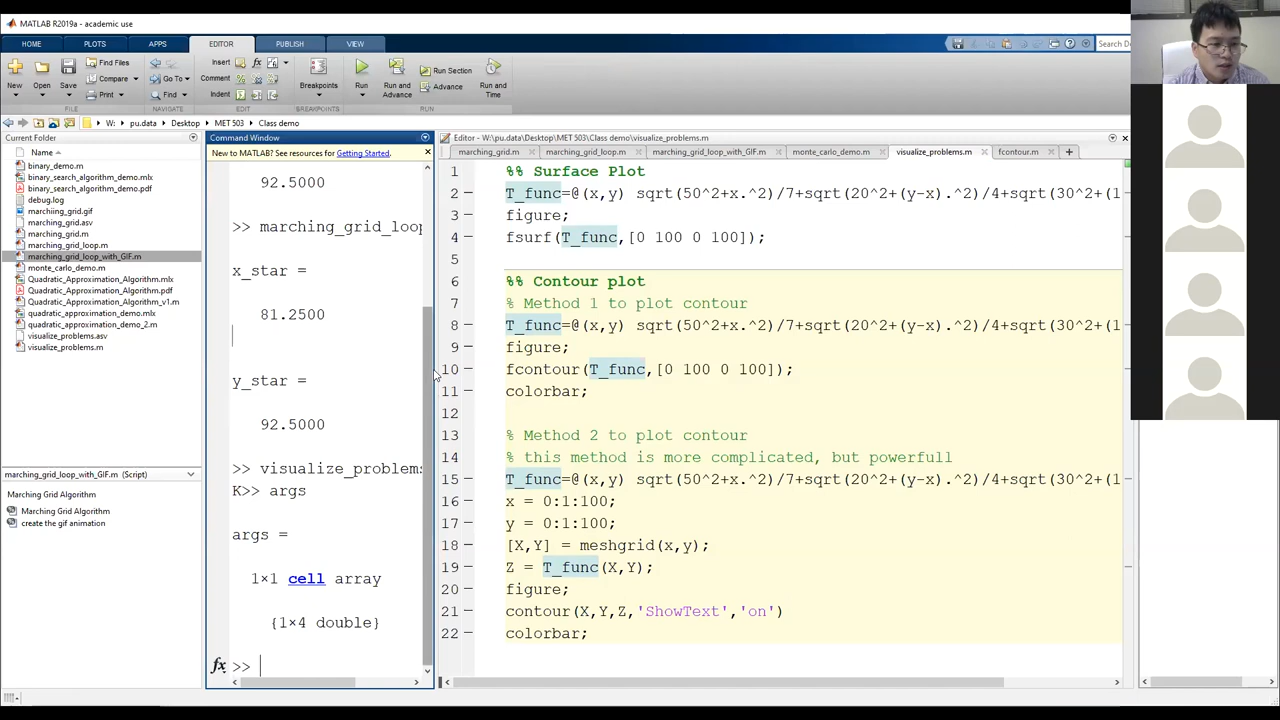 MATLAB R2019a - academic use
HOME PLOTS APPS EDITOR PUBLISH VIEW
Search Do
New Open Save Find Files Compare Print
Go To Find
Insert Comment Indent
Breakpoints Run Run and Advance Run Section Advance Run and Time
FILE NAVIGATE EDIT BREAKPOINTS RUN
W: pu.data Desktop MET 503 Class demo
Current Folder
Name
binary_demo.m
binary_search_algorithm_demo.mlx
binary_search_algorithm_demo.pdf
debug.log
marchiing_grid.gif
marching_grid.asv
marching_grid.m
marching_grid_loop.m
marching_grid_loop_with_GIF.m
monte_carlo_demo.m
Quadratic_Approximation_Algorithm.mlx
Quadratic_Approximation_Algorithm.pdf
Quadratic_Approximation_Algorithm_v1.m
quadratic_approximation_demo.mlx
quadratic_approximation_demo_2.m
visualize_problems.asv
visualize_problems.m
marching_grid_loop_with_GIF.m (Script)
Marching Grid Algorithm
Marching Grid Algorithm
create the gif animation
Command Window
New to MATLAB? See resources for Getting Started.
92.5000
>> marching_grid_loop
x_star =
81.2500
y_star =
92.5000
>> visualize_problems
K>> args
args =
1×1 cell array
{1×4 double}
fx >>
Editor - W:\pu.data\Desktop\MET 503\Class demo\visualize_problems.m
marching_grid.m marching_grid_loop.m marching_grid_loop_with_GIF.m monte_carlo_demo.m visualize_problems.m fcontour.m
1 %% Surface Plot
2 T_func=@(x,y) sqrt(50^2+x.^2)/7+sqrt(20^2+(y-x).^2)/4+sqrt(30^2+(1
3 figure;
4 fsurf(T_func,[0 100 0 100]);
5
6 %% Contour plot
7 % Method 1 to plot contour
8 T_func=@(x,y) sqrt(50^2+x.^2)/7+sqrt(20^2+(y-x).^2)/4+sqrt(30^2+(1
9 figure;
10 fcontour(T_func,[0 100 0 100]);
11 colorbar;
12
13 % Method 2 to plot contour
14 % this method is more complicated, but powerfull
15 T_func=@(x,y) sqrt(50^2+x.^2)/7+sqrt(20^2+(y-x).^2)/4+sqrt(30^2+(1
16 x = 0:1:100;
17 y = 0:1:100;
18 [X,Y] = meshgrid(x,y);
19 Z = T_func(X,Y);
20 figure;
21 contour(X,Y,Z,'ShowText','on')
22 colorbar;